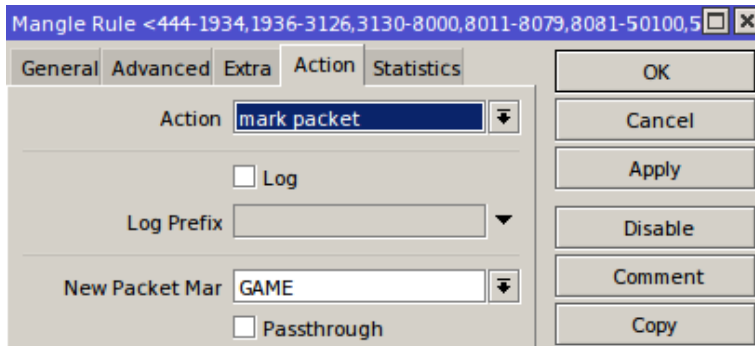 Mangle Rule <444-1934,1936-3126,3130-8000,8011-8079,8081-50100,5
General Advanced Extra Action Statistics
OK
Action mark packet
Cancel
Log
Apply
Log Prefix
Disable
New Packet Mar GAME
Comment
Passthrough
Copy